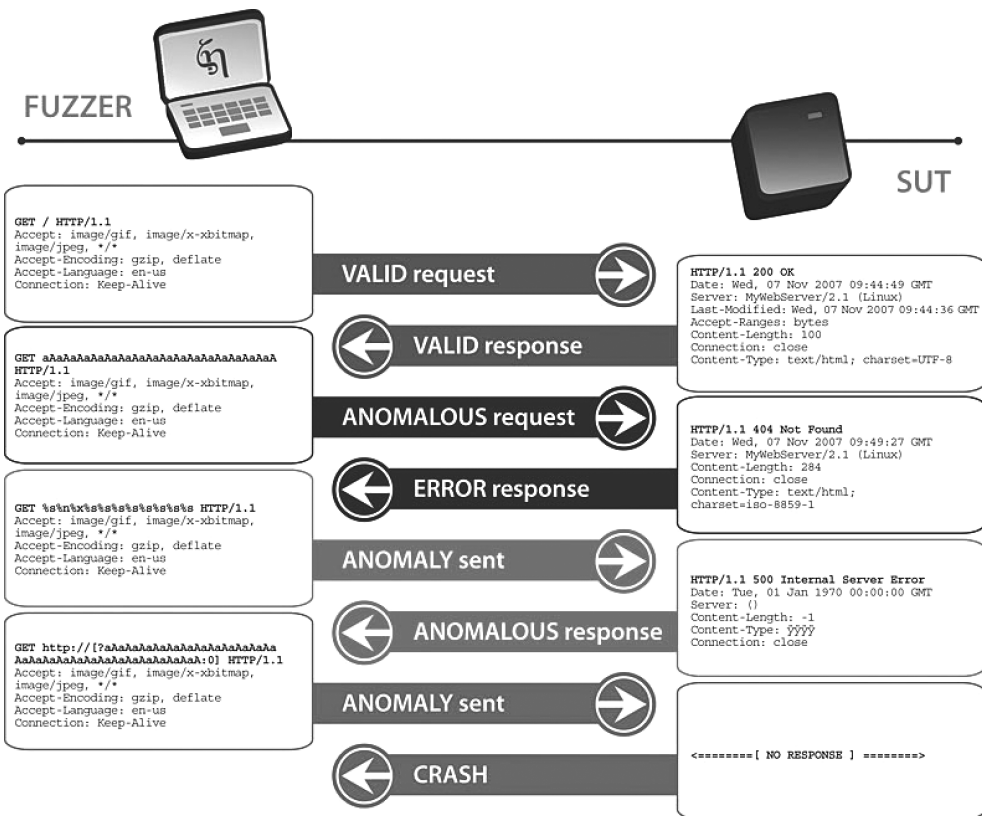 FUZZER
SUT
GET / HTTP/1.1
Accept: image/gif, image/x-xbitmap,
image/jpeg, */*
Accept-Encoding: gzip, deflate
Accept-Language: en-us
Connection: Keep-Alive
VALID request
HTTP/1.1 200 OK
Date: Wed, 07 Nov 2007 09:44:49 GMT
Server: MyWebServer/2.1 (Linux)
Last-Modified: Wed, 07 Nov 2007 09:44:36 GMT
Accept-Ranges: bytes
Content-Length: 100
Connection: close
Content-Type: text/html; charset=UTF-8
VALID response
GET aAaAaAaAaAaAaAaAaAaAaAaAaAaAaAaAaA
HTTP/1.1
Accept: image/gif, image/x-xbitmap,
image/jpeg, */*
Accept-Encoding: gzip, deflate
Accept-Language: en-us
Connection: Keep-Alive
ANOMALOUS request
HTTP/1.1 404 Not Found
Date: Wed, 07 Nov 2007 09:49:27 GMT
Server: MyWebServer/2.1 (Linux)
Content-Length: 284
Connection: close
Content-Type: text/html;
charset=iso-8859-1
ERROR response
GET %s%n%x%s%s%s%s%s%s%s%s HTTP/1.1
Accept: image/gif, image/x-xbitmap,
image/jpeg, */*
Accept-Encoding: gzip, deflate
Accept-Language: en-us
Connection: Keep-Alive
ANOMALY sent
HTTP/1.1 500 Internal Server Error
Date: Tue, 01 Jan 1970 00:00:00 GMT
Server: ()
Content-Length: -1
Content-Type: ÿÿÿÿ
Connection: close
ANOMALOUS response
GET http://[?aAaAaAaAaAaAaAaAaAaAaAaAa
AaAaAaAaAaAaAaAaAaAaAaAaAaA:0] HTTP/1.1
Accept: image/gif, image/x-xbitmap,
image/jpeg, */*
Accept-Encoding: gzip, deflate
Accept-Language: en-us
Connection: Keep-Alive
ANOMALY sent
<========[ NO RESPONSE ] ========>
CRASH